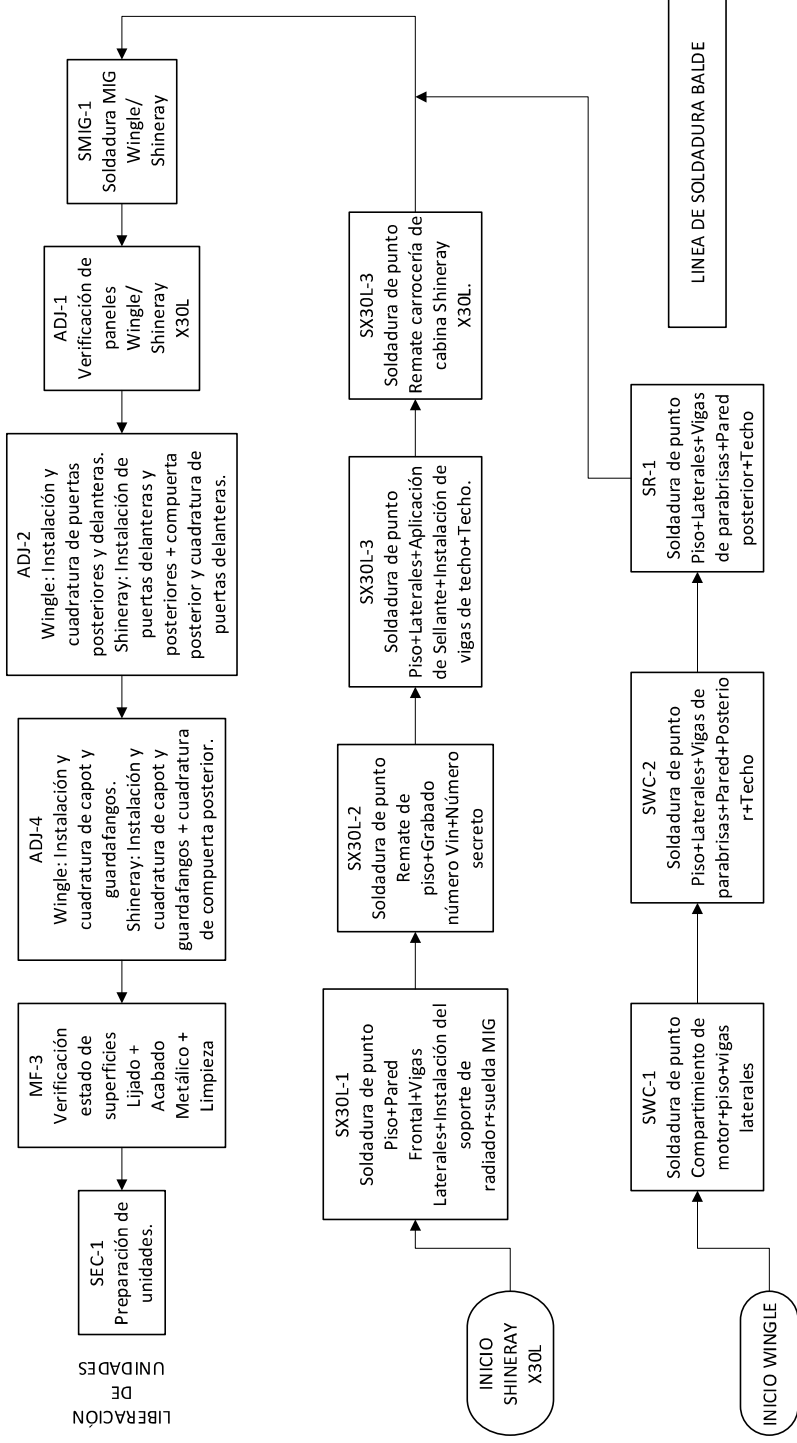 LIBERACIÓN
DE
UNIDADES
SEC-1
Preparación de
unidades.
MF-3
Verificación
estado de
superficies
Lijado +
Acabado
Metálico +
Limpieza
ADJ-4
Wingle: Instalación y
cuadratura de capot y
guardafangos.
Shineray: Instalación y
cuadratura de capot y
guardafangos + cuadratura
de compuerta posterior.
ADJ-2
Wingle: Instalación y
cuadratura de puertas
posteriores y delanteras.
Shineray: Instalación de
puertas delanteras y
posteriores + compuerta
posterior y cuadratura de
puertas delanteras.
ADJ-1
Verificación de
paneles
Wingle/
Shineray
X30L
SMIG-1
Soldadura MIG
Wingle/
Shineray
INICIO
SHINERAY
X30L
SX30L-1
Soldadura de punto
Piso+Pared
Frontal+Vigas
Laterales+Instalación del
soporte de
radiador+suelda MIG
SX30L-2
Soldadura de punto
Remate de
piso+Grabado
número Vin+Número
secreto
SX30L-3
Soldadura de punto
Piso+Laterales+Aplicación
de Sellante+Instalación de
vigas de techo+Techo.
SX30L-3
Soldadura de punto
Remate carrocería de
cabina Shineray
X30L.
INICIO WINGLE
SWC-1
Soldadura de punto
Compartimiento de
motor+piso+vigas
laterales
SWC-2
Soldadura de punto
Piso+Laterales+Vigas de
parabrisas+Pared+Posterio
r+Techo
SR-1
Soldadura de punto
Piso+Laterales+Vigas
de parabrisas+Pared
posterior+Techo
LINEA DE SOLDADURA BALDE